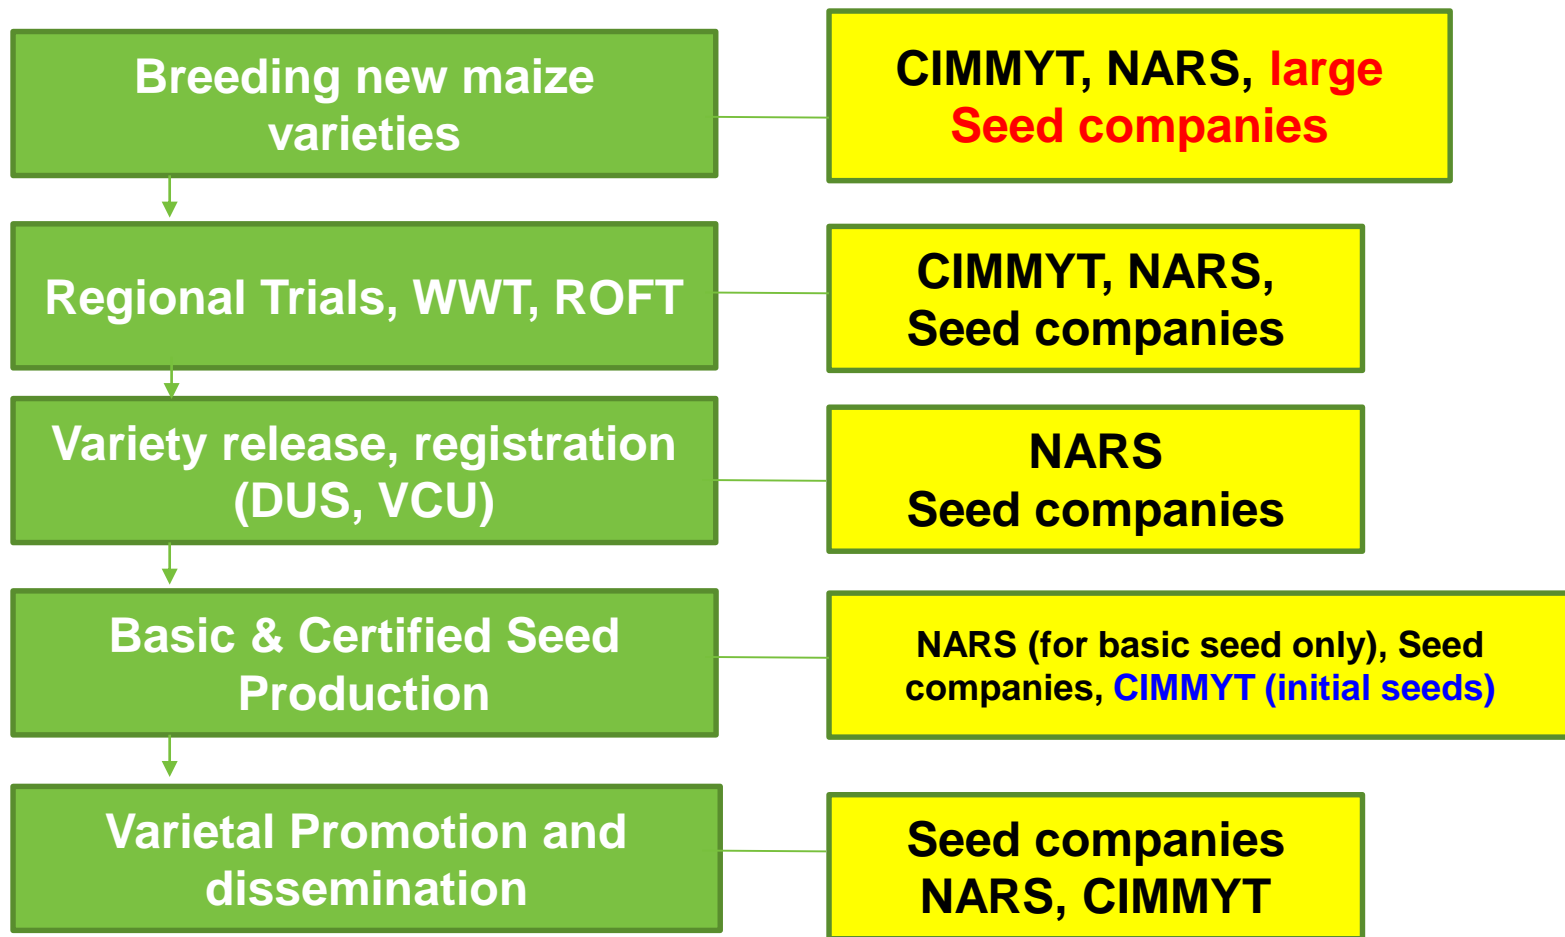 Breeding new maize
varieties
CIMMYT, NARS, large
Seed companies
Regional Trials, WWT, ROFT
CIMMYT, NARS,
Seed companies
Variety release, registration
(DUS, VCU)
NARS
Seed companies
Basic & Certified Seed
Production
NARS (for basic seed only), Seed
companies, CIMMYT (initial seeds)
Varietal Promotion and
dissemination
Seed companies
NARS, CIMMYT